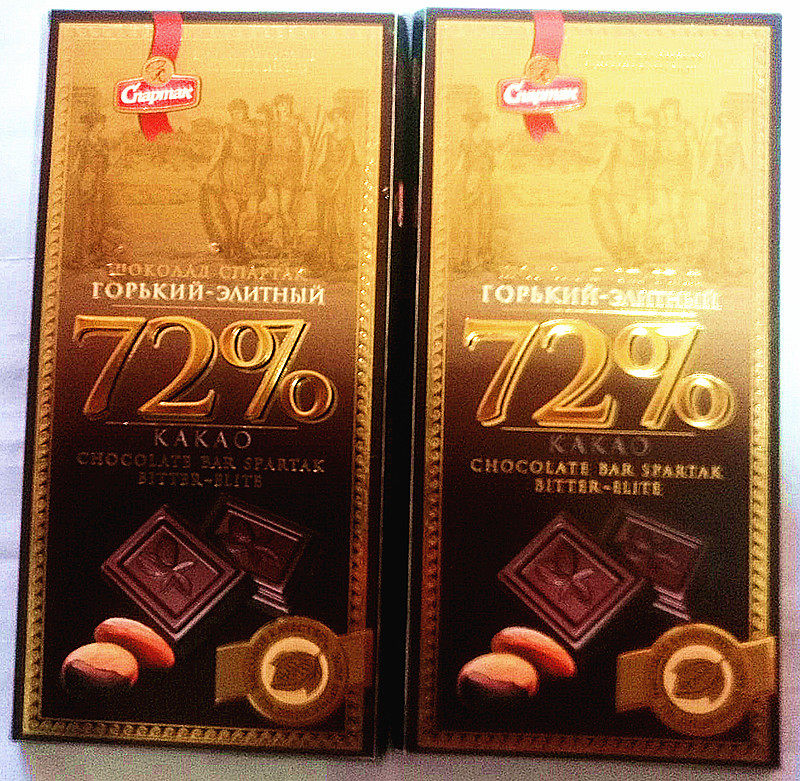 Спартак
ШОКОЛАД СПАРТАК
ГОРЬКИЙ-ЭЛИТНЫЙ
72%
КАКАО
CHOCOLATE BAR SPARTAK
BITTER-ELITE
Спартак
ГОРЬКИЙ-ЭЛИТНЫЙ
72%
КАКАО
CHOCOLATE BAR SPARTAK
BITTER-ELITE